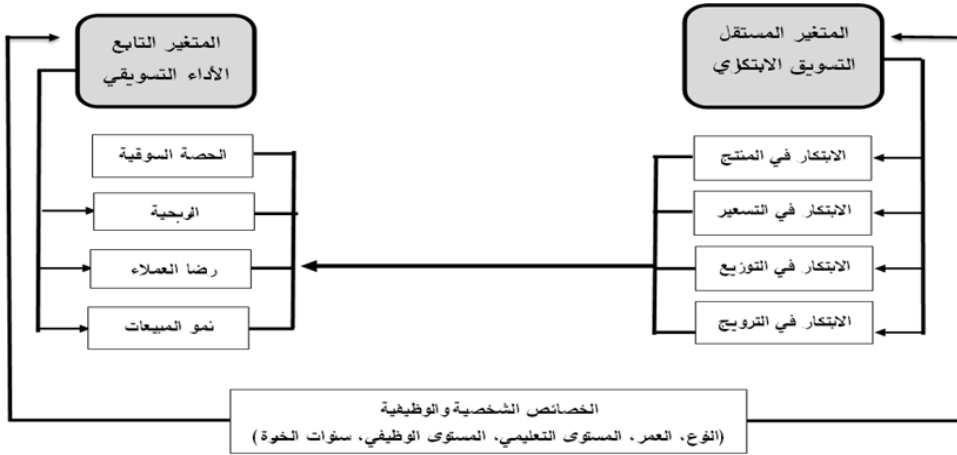 المتغير المستقل
التسويق الابتكاري
الابتكار في المنتج
الابتكار في التسعير
الابتكار في التوزيع
الابتكار في الترويج
المتغير التابع
الأداء التسويقي
الحصة السوقية
الربحية
رضا العملاء
نمو المبيعات
الخصائص الشخصية والوظيفية
(النوع، العمر، المستوى التعليمي، المستوى الوظيفي، سنوات الخبرة)